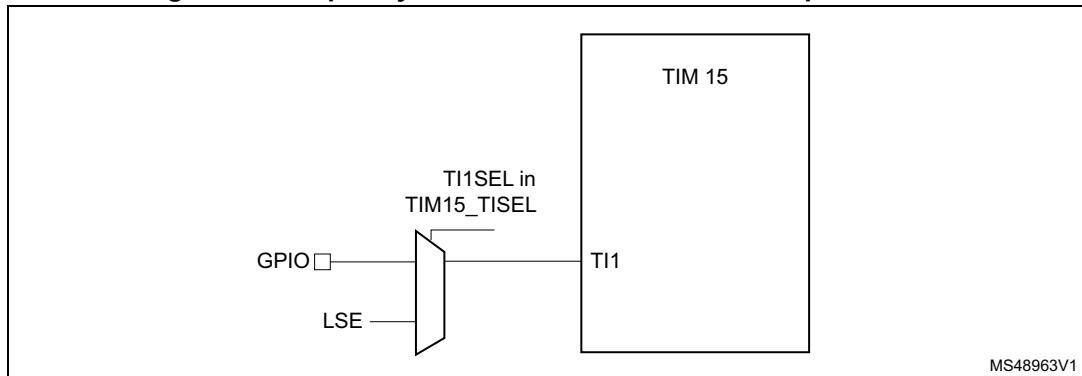 TIM 15
TI1SEL in
TIM15_TISEL
GPIO
TI1
LSE
MS48963V1